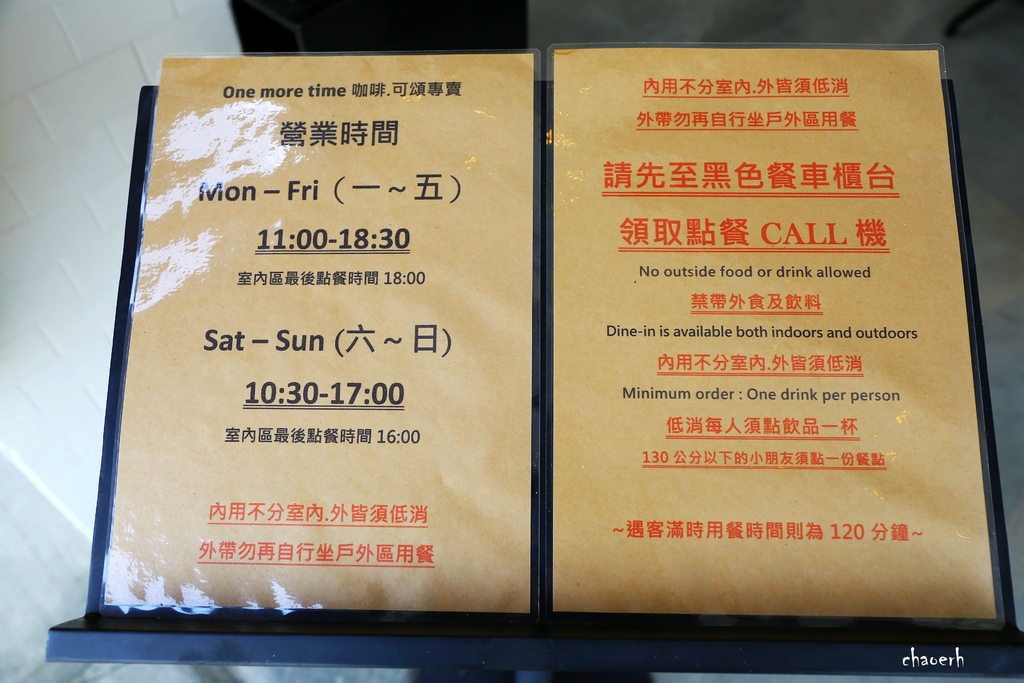 One more time 咖啡.可頌專賣
營業時間
Mon – Fri（一 ~ 五）
11:00-18:30
室內區最後點餐時間 18:00
Sat – Sun (六 ~ 日)
10:30-17:00
室內區最後點餐時間 16:00
內用不分室內.外皆須低消
外帶勿再自行坐戶外區用餐
內用不分室內.外皆須低消
外帶勿再自行坐戶外區用餐
請先至黑色餐車櫃台
領取點餐 CALL 機
No outside food or drink allowed
禁帶外食及飲料
Dine-in is available both indoors and outdoors
內用不分室內.外皆須低消
Minimum order : One drink per person
低消每人須點飲品一杯
130 公分以下的小朋友須點一份餐點
~遇客滿時用餐時間則為 120 分鐘~
chaoerh